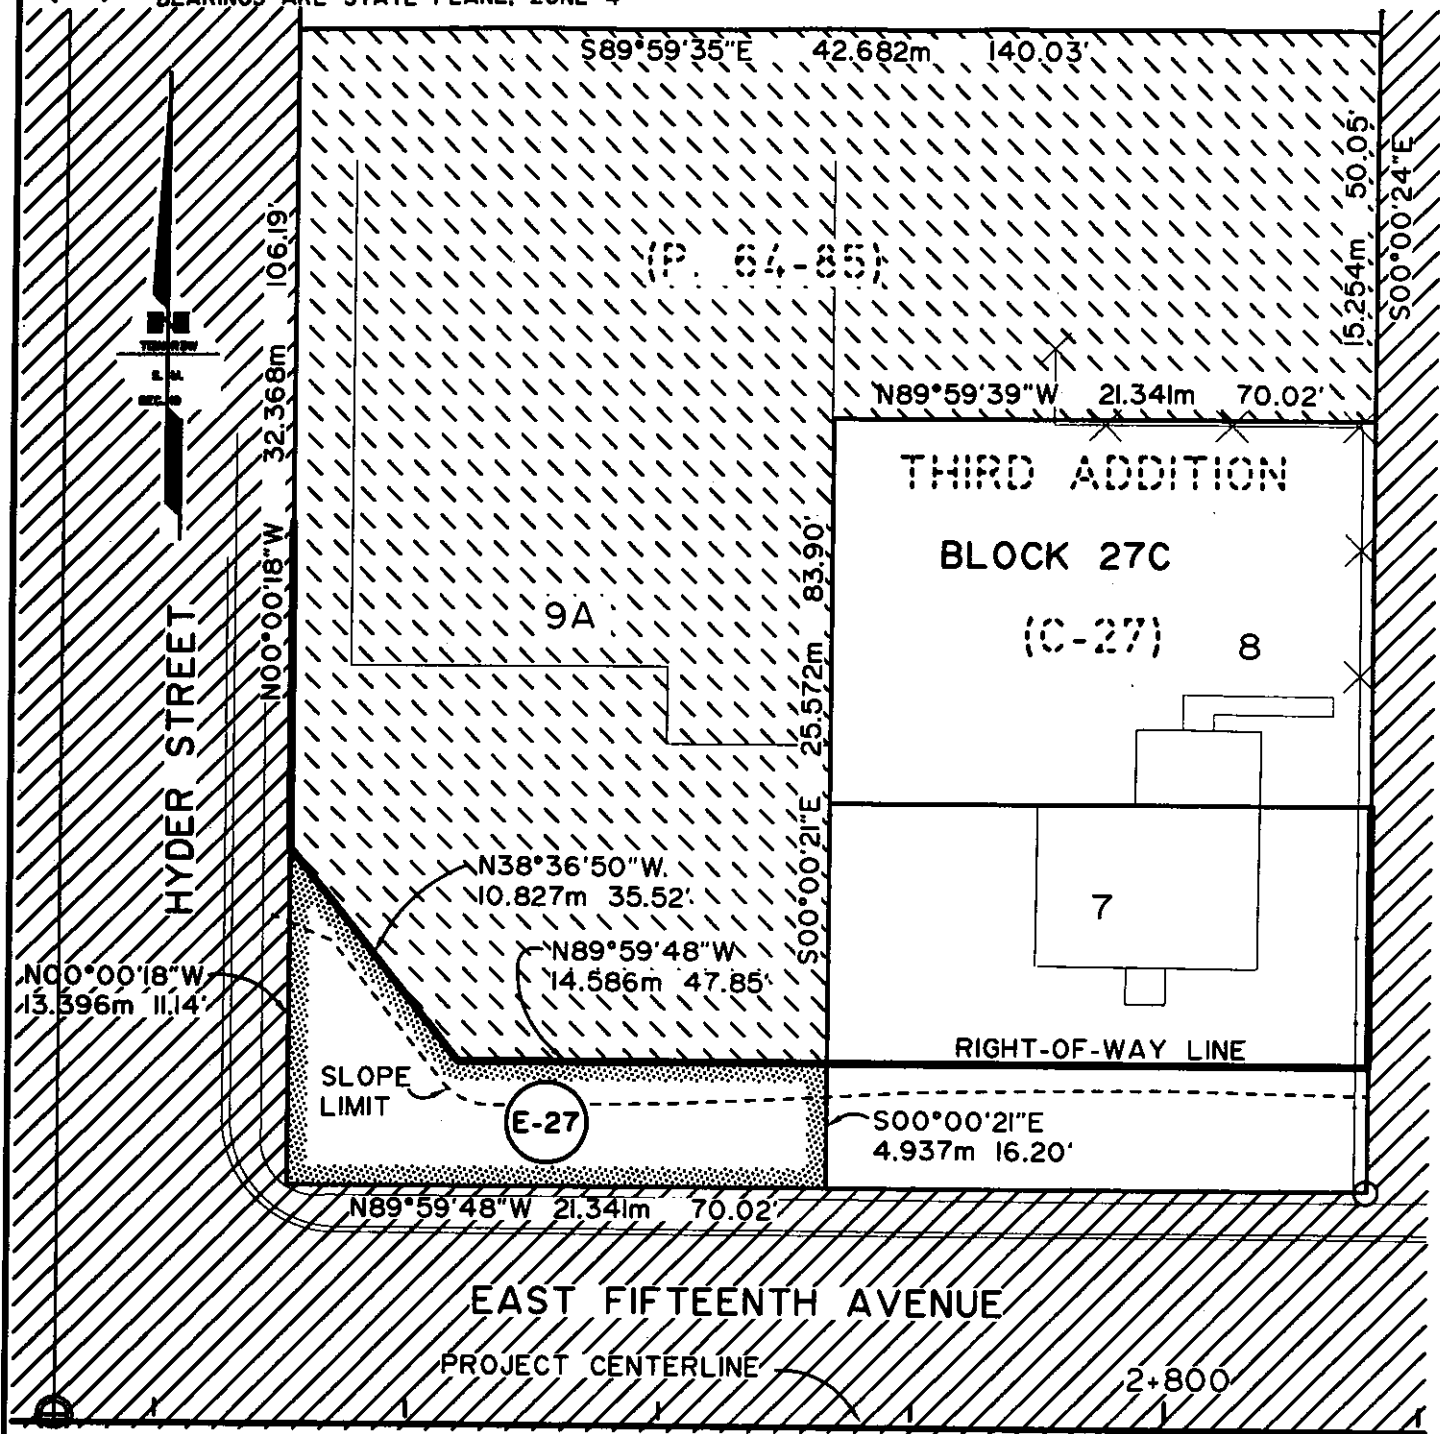 BEARINGS ARE STATE PLANE, ZONE 4
S89°59'35"E 42.682m 140.03'
15.254m 50.05'
S00°00'24"E
(P. 64-85)
N00°00'18"W 32.368m 106.19'
N89°59'39"W 21.341m 70.02'
THIRD ADDITION
BLOCK 27C
(C-27)
8
9A
S00°00'21"E 25.572m 83.90'
HYDER STREET
7
N38°36'50"W
10.827m 35.52'
N89°59'48"W
14.586m 47.85'
N00°00'18"W
13.396m 11.14'
RIGHT-OF-WAY LINE
SLOPE
LIMIT
E-27
S00°00'21"E
4.937m 16.20'
N89°59'48"W 21.341m 70.02'
EAST FIFTEENTH AVENUE
PROJECT CENTERLINE
2+800